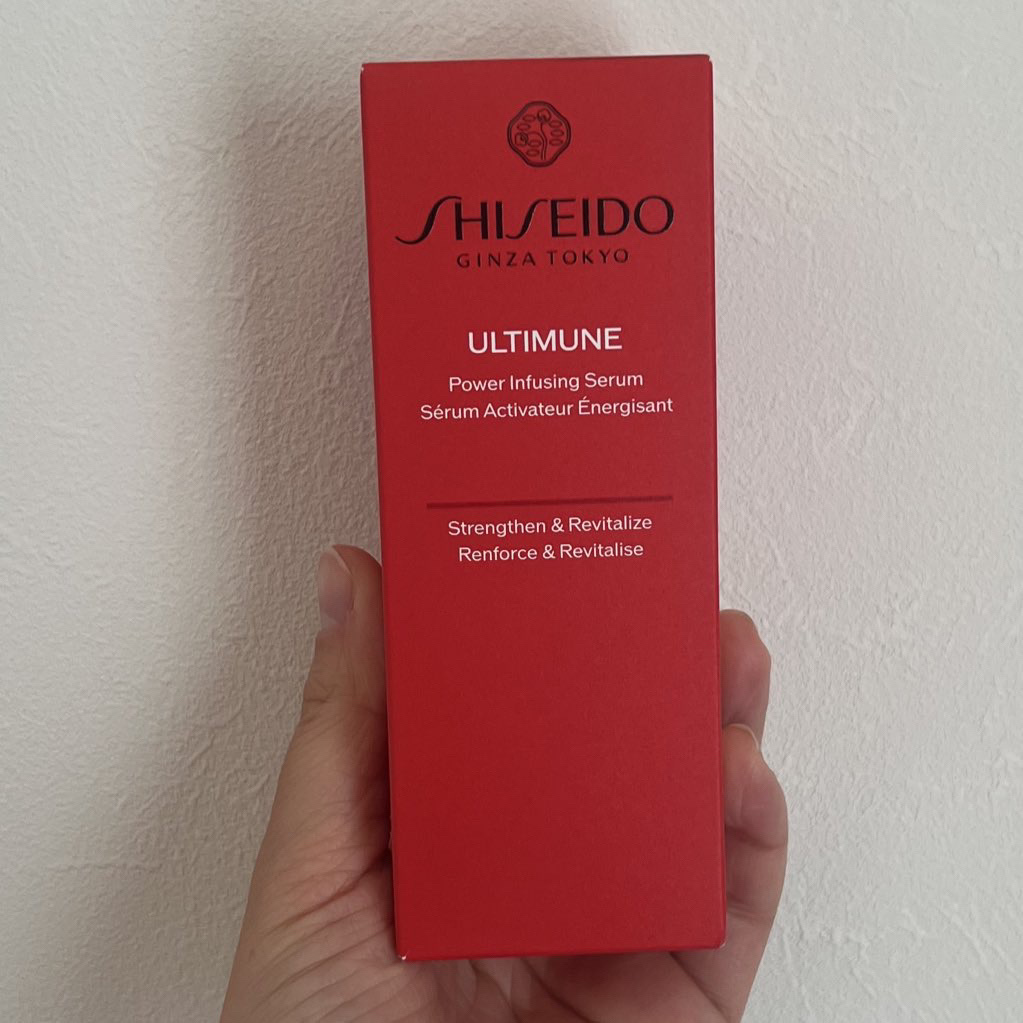 SHISEIDO
GINZA TOKYO
ULTIMUNE
Power Infusing Serum
Sérum Activateur Énergisant
Strengthen & Revitalize
Renforce & Revitalise